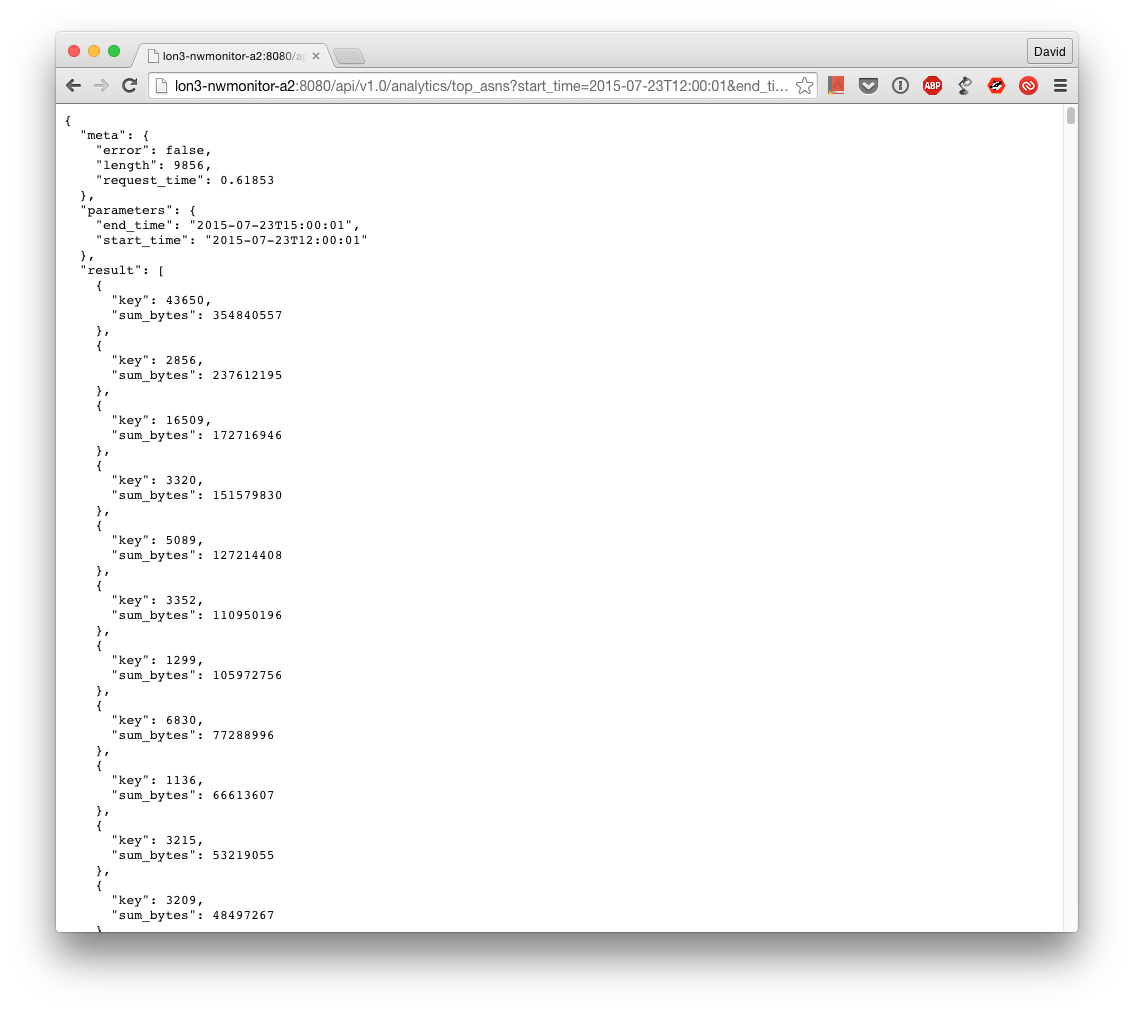 lon3-nwmonitor-a2:8080/a
David
lon3-nwmonitor-a2:8080/api/v1.0/analytics/top_asns?start_time=2015-07-23T12:00:01&end_ti...
ABP
{
  "meta": {
    "error": false,
    "length": 9856,
    "request_time": 0.61853
  },
  "parameters": {
    "end_time": "2015-07-23T15:00:01",
    "start_time": "2015-07-23T12:00:01"
  },
  "result": [
    {
      "key": 43650,
      "sum_bytes": 354840557
    },
    {
      "key": 2856,
      "sum_bytes": 237612195
    },
    {
      "key": 16509,
      "sum_bytes": 172716946
    },
    {
      "key": 3320,
      "sum_bytes": 151579830
    },
    {
      "key": 5089,
      "sum_bytes": 127214408
    },
    {
      "key": 3352,
      "sum_bytes": 110950196
    },
    {
      "key": 1299,
      "sum_bytes": 105972756
    },
    {
      "key": 6830,
      "sum_bytes": 77288996
    },
    {
      "key": 1136,
      "sum_bytes": 66613607
    },
    {
      "key": 3215,
      "sum_bytes": 53219055
    },
    {
      "key": 3209,
      "sum_bytes": 48497267
    }